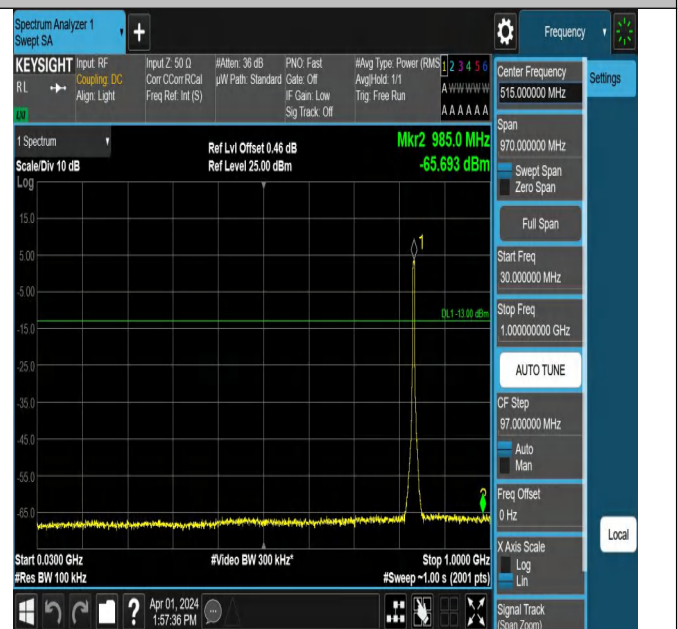 Spectrum Analyzer 1
Swept SA
Frequency
KEYSIGHT
RL
LXI
Input: RF
Coupling: DC
Align: Light
Input Z: 50 Ω
Corr CCorr RCal
Freq Ref: Int (S)
#Atten: 36 dB
µW Path: Standard
PNO: Fast
Gate: Off
IF Gain: Low
Sig Track: Off
#Avg Type: Power (RMS
Avg|Hold: 1/1
Trig: Free Run
1 2 3 4 5 6
A W W W W W
A A A A A A
1 Spectrum
Scale/Div 10 dB
Log
Ref Lvl Offset 0.46 dB
Ref Level 25.00 dBm
Mkr2 985.0 MHz
-65.693 dBm
15.0
5.00
-5.00
-15.0
-25.0
-35.0
-45.0
-55.0
-65.0
1
DL1 -13.00 dBm
2
Start 0.0300 GHz
#Res BW 100 kHz
#Video BW 300 kHz*
Stop 1.0000 GHz
#Sweep ~1.00 s (2001 pts)
Apr 01, 2024
1:57:36 PM
Center Frequency
515.000000 MHz
Settings
Span
970.000000 MHz
Swept Span
Zero Span
Full Span
Start Freq
30.000000 MHz
Stop Freq
1.000000000 GHz
AUTO TUNE
CF Step
97.000000 MHz
Auto
Man
Freq Offset
0 Hz
Local
X Axis Scale
Log
Lin
Signal Track
(Span Zoom)